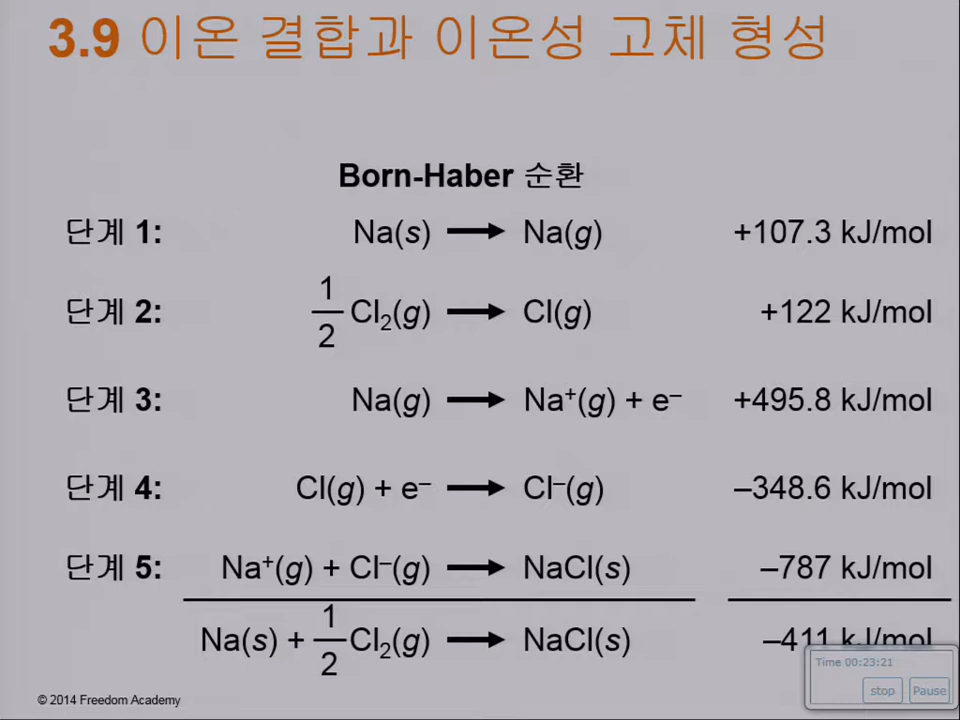 3.9 이온 결합과 이온성 고체 형성
Born-Haber 순환
단계 1: Na(s) → Na(g) +107.3 kJ/mol
단계 2: 1/2 Cl₂(g) → Cl(g) +122 kJ/mol
단계 3: Na(g) → Na⁺(g) + e⁻ +495.8 kJ/mol
단계 4: Cl(g) + e⁻ → Cl⁻(g) –348.6 kJ/mol
단계 5: Na⁺(g) + Cl⁻(g) → NaCl(s) –787 kJ/mol
Na(s) + 1/2 Cl₂(g) → NaCl(s) –411 kJ/mol
Time 00:23:21
stop Pause
© 2014 Freedom Academy